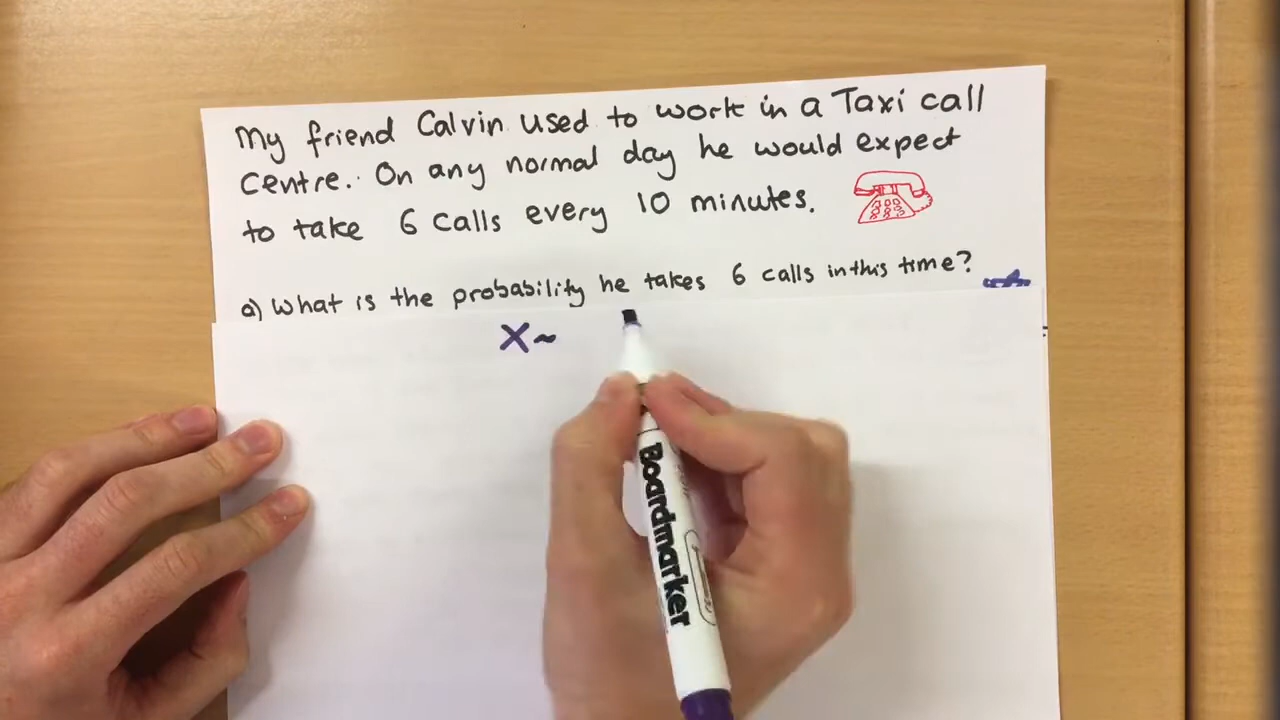 My friend Calvin used to work in a Taxi call
centre. On any normal day he would expect
to take 6 calls every 10 minutes.
a) What is the probability he takes 6 calls in this time?
X~
Boardmarker